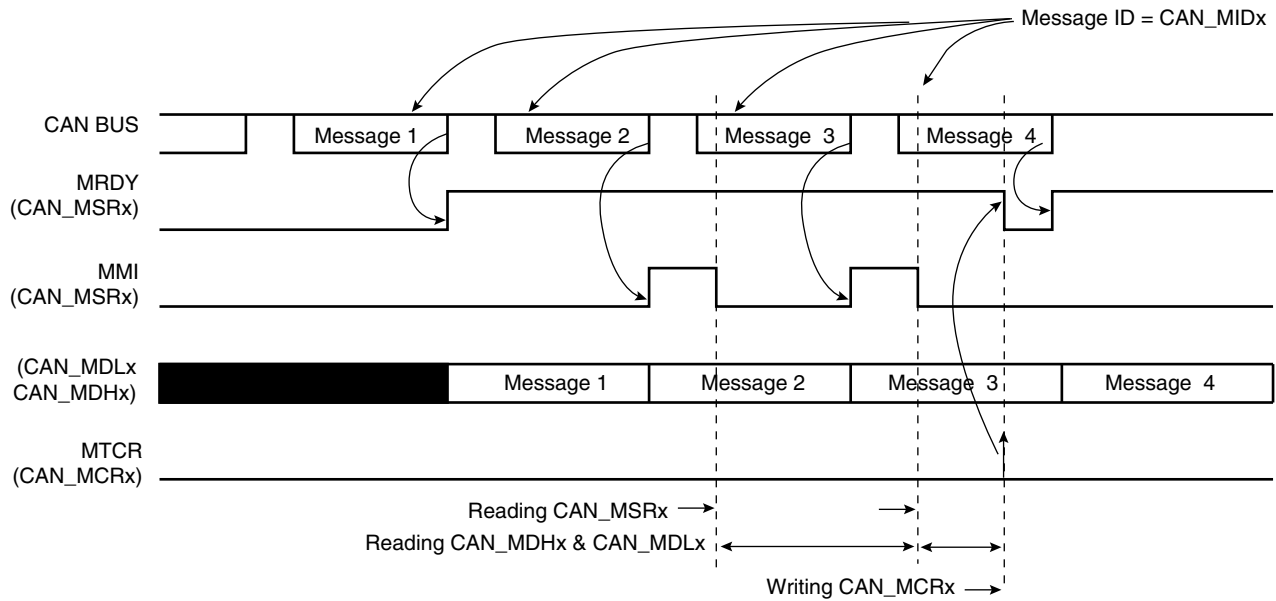 Message ID = CAN_MIDx
CAN BUS
Message 1
Message 2
Message 3
Message 4
MRDY
(CAN_MSRx)
MMI
(CAN_MSRx)
(CAN_MDLx
CAN_MDHx)
Message 1
Message 2
Message 3
Message 4
MTCR
(CAN_MCRx)
Reading CAN_MSRx
Reading CAN_MDHx & CAN_MDLx
Writing CAN_MCRx